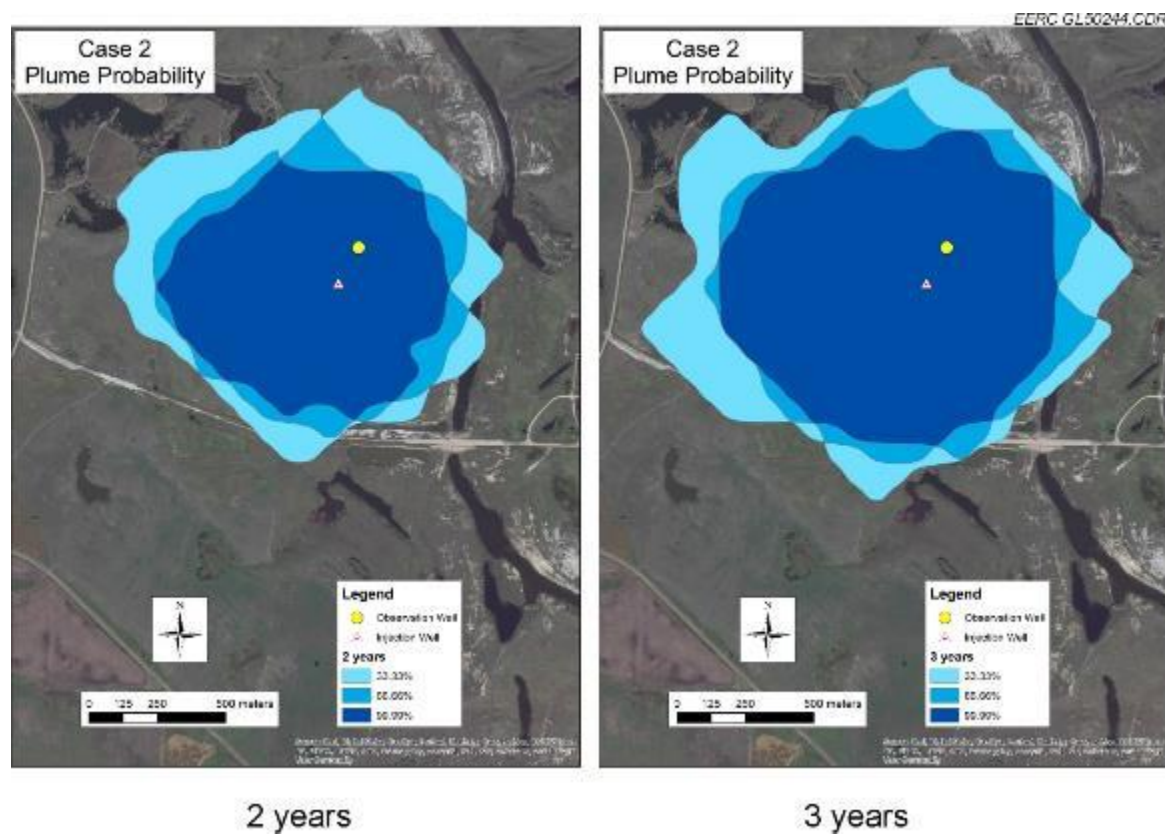 EERC GL50244.CDR
Case 2
Plume Probability
N
0 125 250 500 meters
Legend
Observation Well
Injection Well
2 years
33.33%
66.66%
99.99%
Case 2
Plume Probability
N
0 125 250 500 meters
Legend
Observation Well
Injection Well
3 years
33.33%
66.66%
99.99%
2 years
3 years